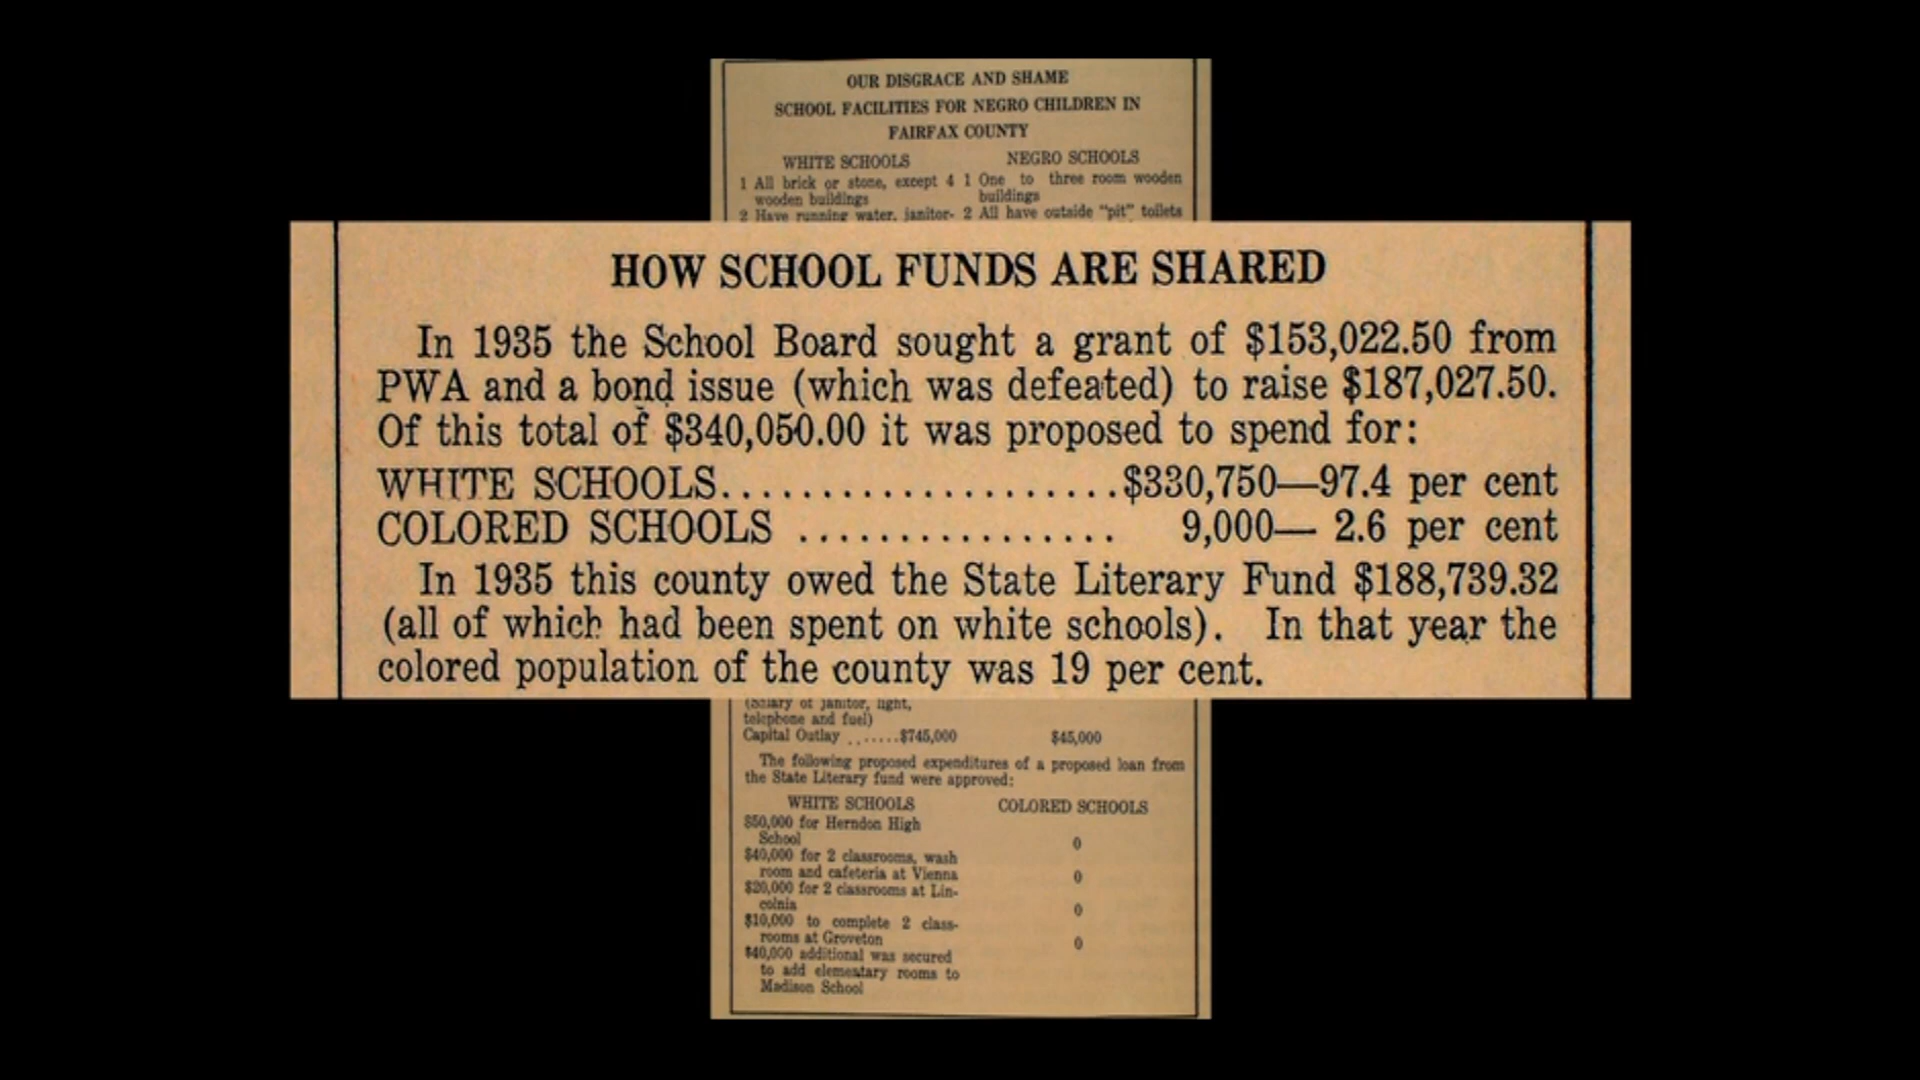 OUR DISGRACE AND SHAME
SCHOOL FACILITIES FOR NEGRO CHILDREN IN
FAIRFAX COUNTY
WHITE SCHOOLS NEGRO SCHOOLS
1 All brick or stone, except 4 1 One to three room wooden
wooden buildings buildings
2 Have running water, janitor- 2 All have outside "pit" toilets
HOW SCHOOL FUNDS ARE SHARED
In 1935 the School Board sought a grant of $153,022.50 from
PWA and a bond issue (which was defeated) to raise $187,027.50.
Of this total of $340,050.00 it was proposed to spend for:
WHITE SCHOOLS....................$330,750—97.4 per cent
COLORED SCHOOLS ................ 9,000— 2.6 per cent
In 1935 this county owed the State Literary Fund $188,739.32
(all of which had been spent on white schools). In that year the
colored population of the county was 19 per cent.
(Salary of janitor, light,
telephone and fuel)
Capital Outlay .......$745,000 $45,000
The following proposed expenditures of a proposed loan from
the State Literary fund were approved:
WHITE SCHOOLS COLORED SCHOOLS
$50,000 for Herndon High
School 0
$40,000 for 2 classrooms, wash
room and cafeteria at Vienna 0
$20,000 for 2 classrooms at Lin-
colnia 0
$10,000 to complete 2 class-
rooms at Groveton 0
$40,000 additional was secured
to add elementary rooms to
Madison School